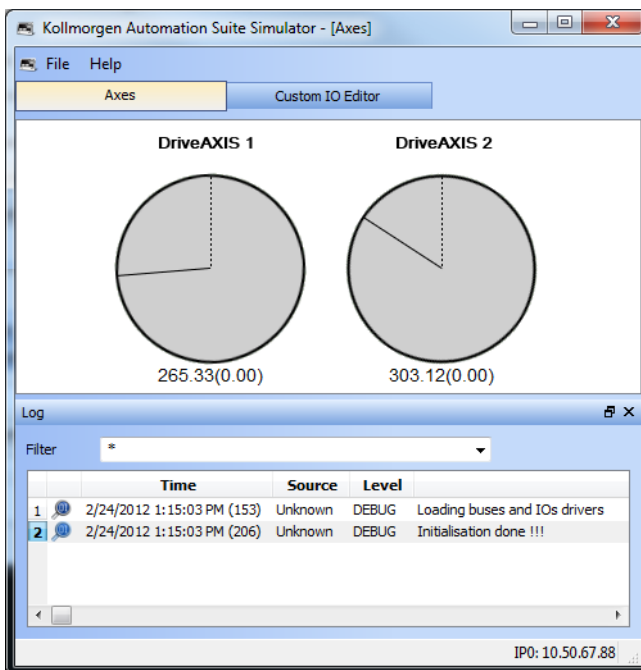 Kollmorgen Automation Suite Simulator - [Axes]
File Help
Axes Custom IO Editor
DriveAXIS 1 DriveAXIS 2
265.33(0.00) 303.12(0.00)
Log
Filter *
Time Source Level
1 2/24/2012 1:15:03 PM (153) Unknown DEBUG Loading buses and IOs drivers
2 2/24/2012 1:15:03 PM (206) Unknown DEBUG Initialisation done !!!
IP0: 10.50.67.88